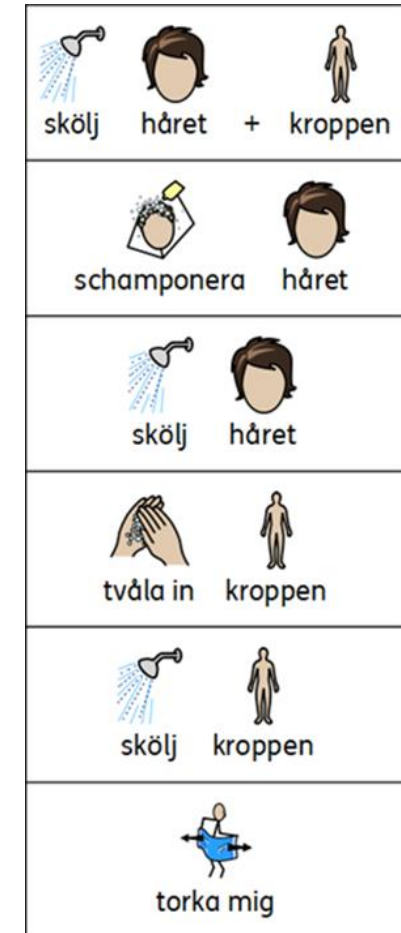 skölj håret + kroppen
schamponera håret
skölj håret
tvåla in kroppen
skölj kroppen
torka mig